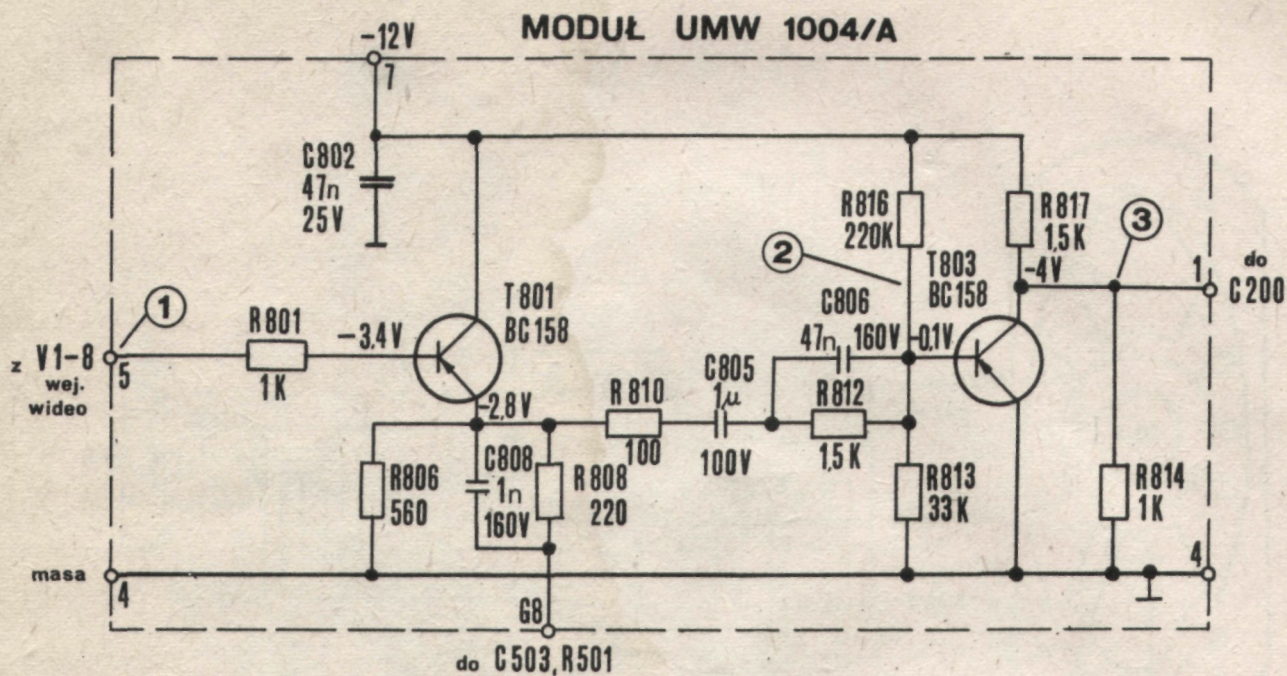 MODUŁ UMW 1004/A
-12V
7
C802
47n
25V
R816
220K
R817
1,5K
3
2
-4V
1
do
C200
T803
BC158
1
T801
BC158
R801
1K
-3,4V
C806
47n 160V
-0,1V
z V1-8
5
wej.
wideo
-2,8V
R810
100
C805
1µ
100V
R812
1,5K
R806
560
C808
1n
160V
R808
220
R813
33K
R814
1K
masa
4
4
G8
do C503, R501